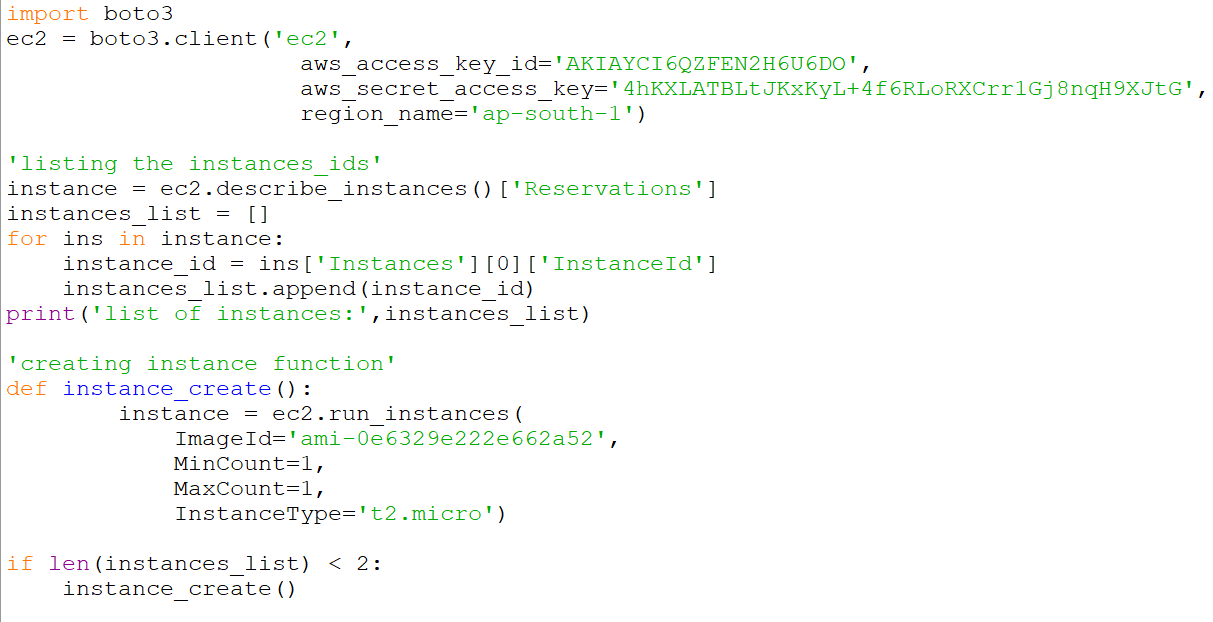 import boto3
ec2 = boto3.client('ec2',
                     aws_access_key_id='AKIAYCI6QZFEN2H6U6DO',
                     aws_secret_access_key='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',
                     region_name='ap-south-1')

'listing the instances_ids'
instance = ec2.describe_instances()['Reservations']
instances_list = []
for ins in instance:
    instance_id = ins['Instances'][0]['InstanceId']
    instances_list.append(instance_id)
print('list of instances:',instances_list)

'creating instance function'
def instance_create():
        instance = ec2.run_instances(
            ImageId='ami-0e6329e222e662a52',
            MinCount=1,
            MaxCount=1,
            InstanceType='t2.micro')

if len(instances_list) < 2:
    instance_create()